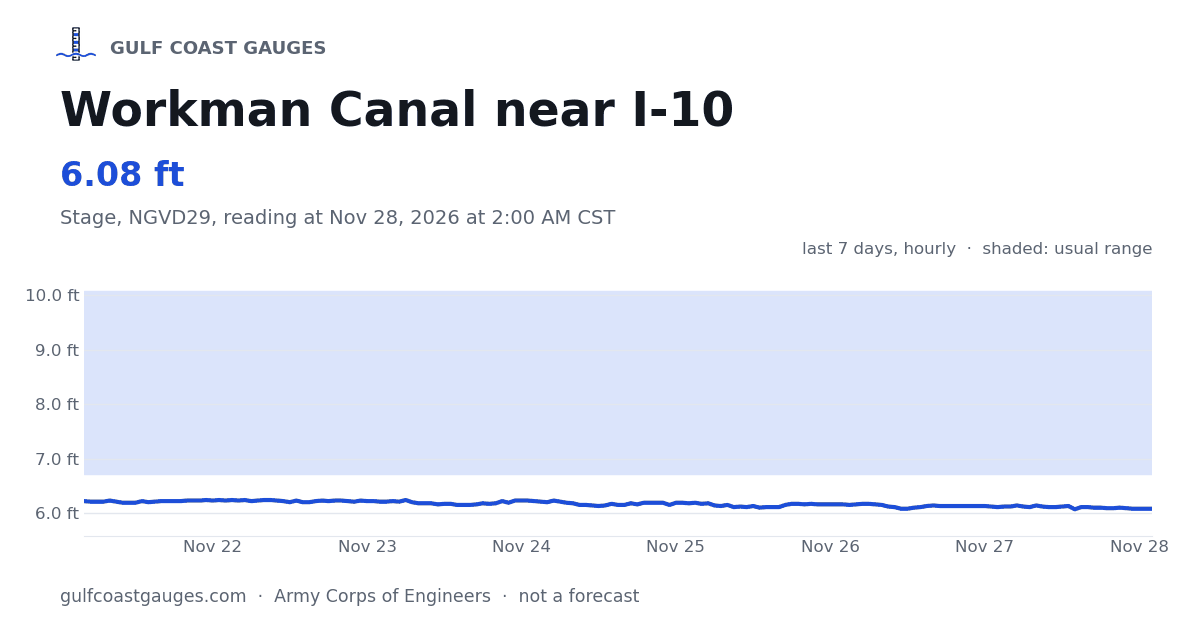 GULF COAST GAUGES
Workman Canal near I-10
6.08 ft
Stage, NGVD29, reading at Nov 28, 2026 at 2:00 AM CST
last 7 days, hourly · shaded: usual range
10.0 ft
9.0 ft
8.0 ft
7.0 ft
6.0 ft
Nov 22 Nov 23 Nov 24 Nov 25 Nov 26 Nov 27 Nov 28
gulfcoastgauges.com · Army Corps of Engineers · not a forecast